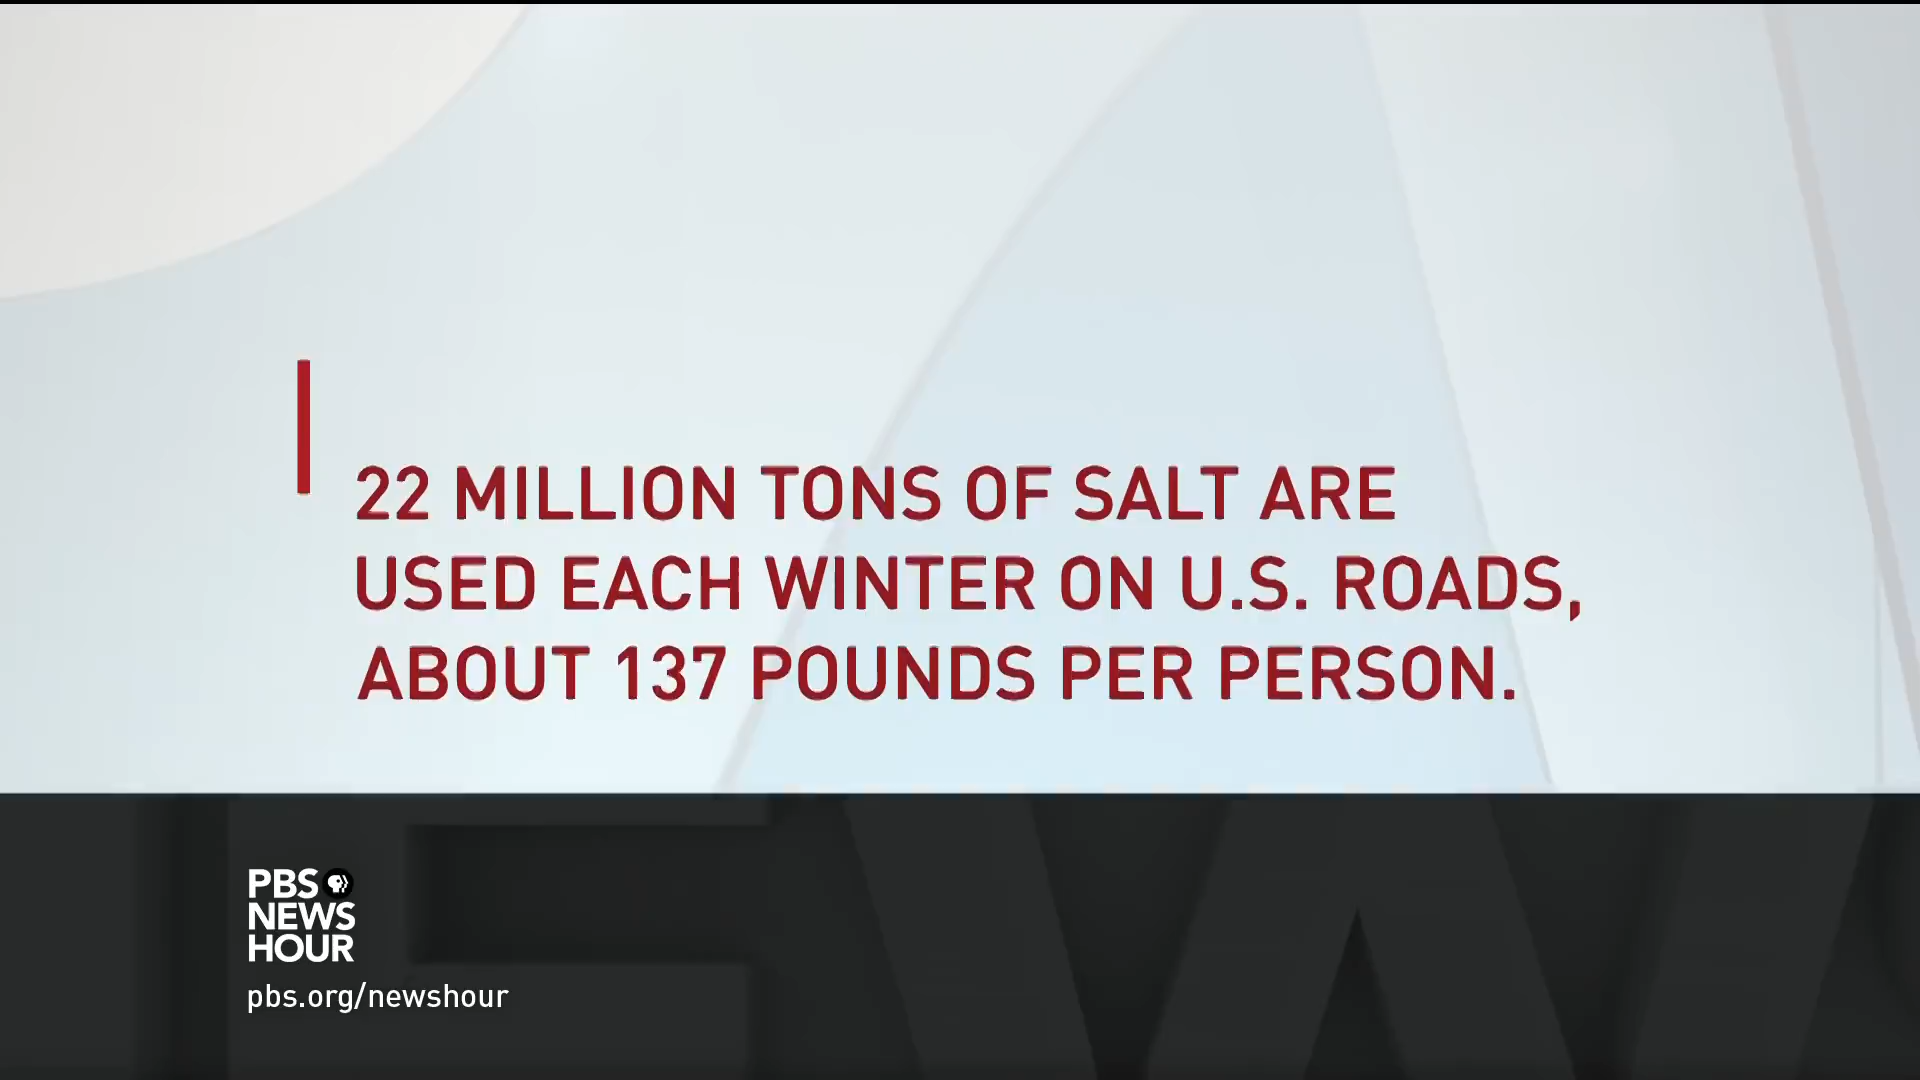 22 MILLION TONS OF SALT ARE
USED EACH WINTER ON U.S. ROADS,
ABOUT 137 POUNDS PER PERSON.
PBS
NEWS
HOUR
pbs.org/newshour